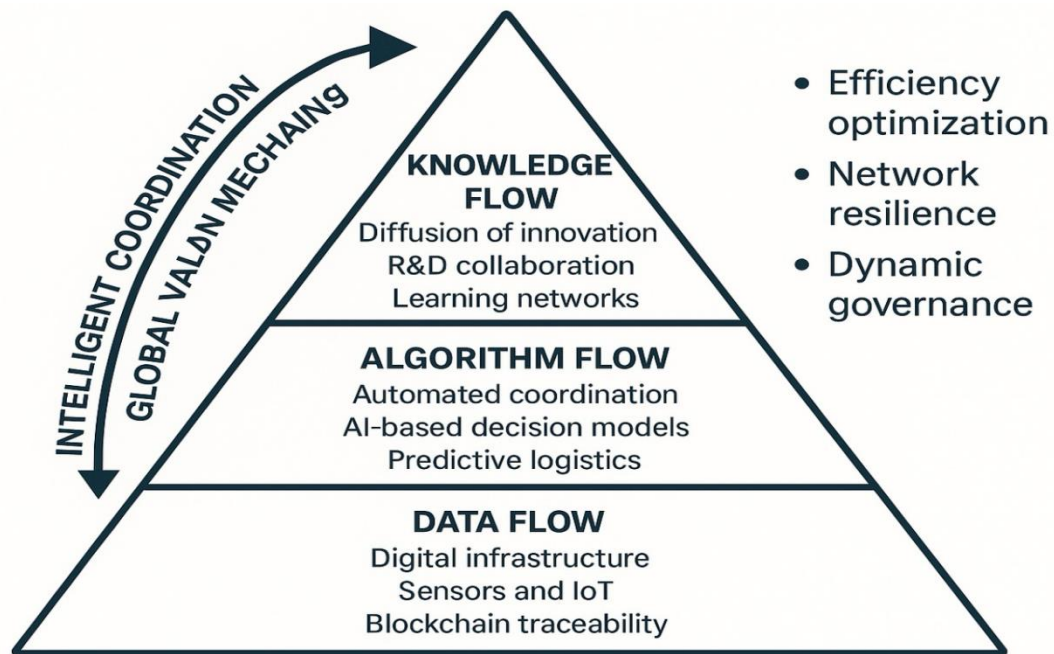 INTELLIGENT COORDINATION
GLOBAL VALΔN MECHAINg
KNOWLEDGE
FLOW
Diffusion of innovation
R&D collaboration
Learning networks
ALGORITHM FLOW
Automated coordination
AI-based decision models
Predictive logistics
DATA FLOW
Digital infrastructure
Sensors and IoT
Blockchain traceability
• Efficiency
optimization
• Network
resilience
• Dynamic
governance